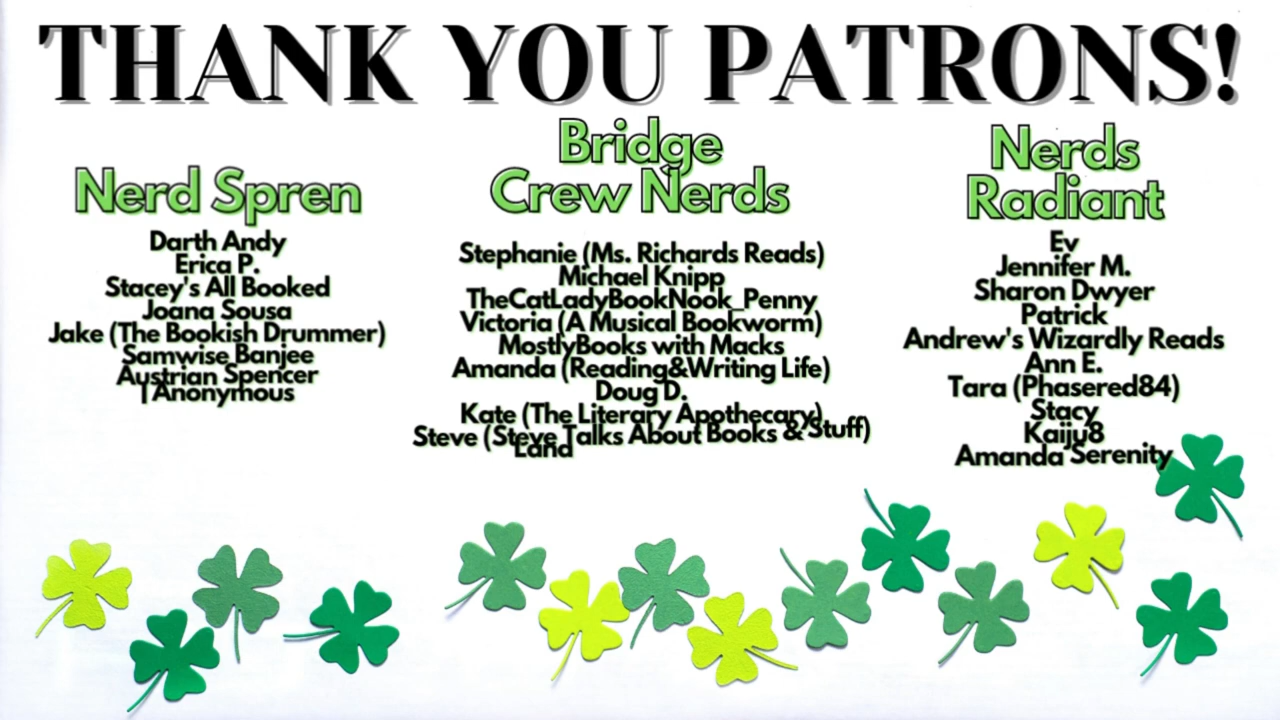 THANK YOU PATRONS!
Nerd Spren
Darth Andy
Erica P.
Stacey's All Booked
Joana Sousa
Jake (The Bookish Drummer)
Samwise Banjee
Austrian Spencer
1 Anonymous
Bridge
Crew Nerds
Stephanie (Ms. Richards Reads)
Michael Knipp
TheCatLadyBookNook_Penny
Victoria (A Musical Bookworm)
MostlyBooks with Macks
Amanda (Reading&Writing Life)
Doug D.
Kate (The Literary Apothecary)
Steve (Steve Talks About Books & Stuff)
Land
Nerds
Radiant
Ev
Jennifer M.
Sharon Dwyer
Patrick
Andrew's Wizardly Reads
Ann E.
Tara (Phasered84)
Stacy
Kaiju8
Amanda Serenity